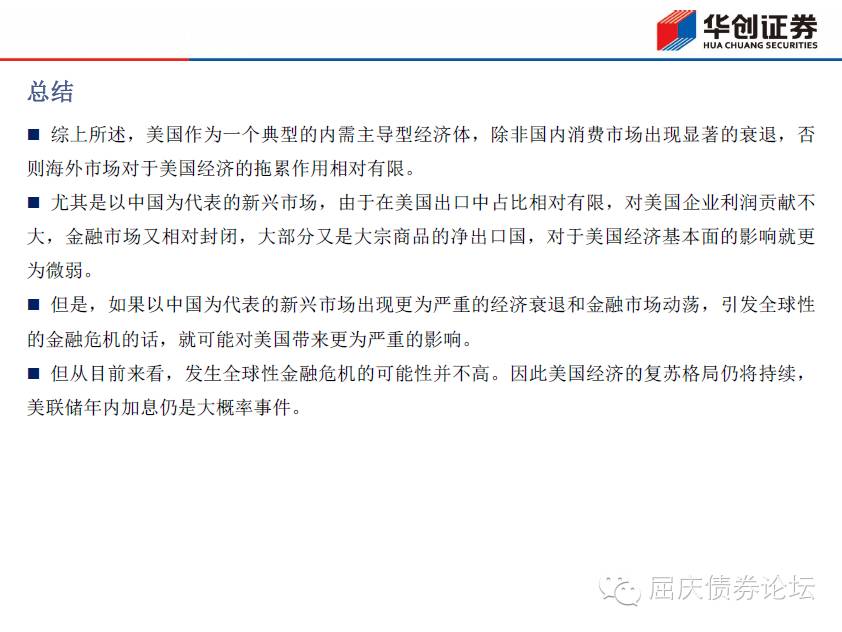 华创证券
HUA CHUANG SECURITIES
总结
■ 综上所述，美国作为一个典型的内需主导型经济体，除非国内消费市场出现显著的衰退，否
则海外市场对于美国经济的拖累作用相对有限。
■ 尤其是以中国为代表的新兴市场，由于在美国出口中占比相对有限，对美国企业利润贡献不
大，金融市场又相对封闭，大部分又是大宗商品的净出口国，对于美国经济基本面的影响就更
为微弱。
■ 但是，如果以中国为代表的新兴市场出现更为严重的经济衰退和金融市场动荡，引发全球性
的金融危机的话，就可能对美国带来更为严重的影响。
■ 但从目前来看，发生全球性金融危机的可能性并不高。因此美国经济的复苏格局仍将持续，
美联储年内加息仍是大概率事件。
屈庆债券论坛